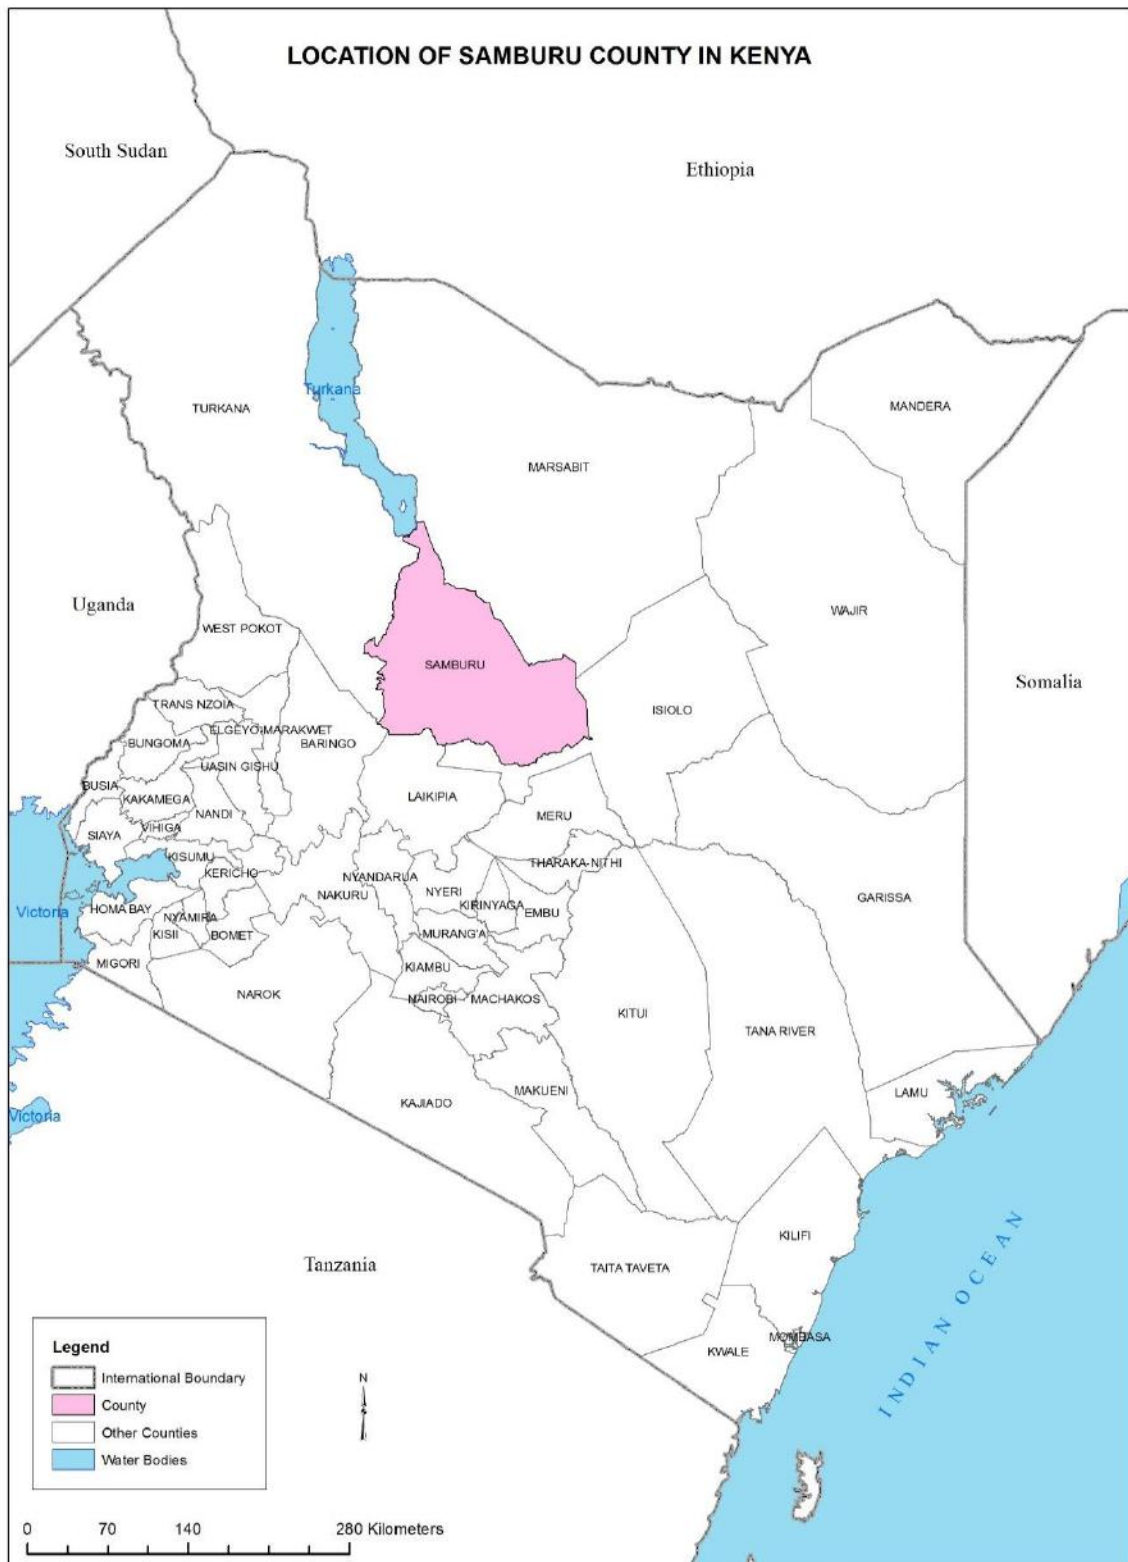 LOCATION OF SAMBURU COUNTY IN KENYA
South Sudan
Ethiopia
Turkana
TURKANA
MANDERA
MARSABIT
Uganda
WEST POKOT
WAJIR
SAMBURU
Somalia
TRANS NZOIA
ISIOLO
ELGEYO-MARAKWET
BUNGOMA
BARINGO
UASIN GISHU
BUSIA
KAKAMEGA
LAIKIPIA
NANDI
MERU
SIAYA
VIHIGA
KISUMU
THARAKA-NITHI
KERICHO
NYANDARUA
NYERI
NAKURU
GARISSA
KIRINYAGA
HOMA BAY
Victoria
NYAMIRA
EMBU
KISII
BOMET
MURANG'A
MIGORI
KIAMBU
NAROK
NAIROBI
MACHAKOS
KITUI
TANA RIVER
MAKUENI
LAMU
KAJIADO
Victoria
KILIFI
Tanzania
TAITA TAVETA
INDIAN OCEAN
MOMBASA
KWALE
Legend
International Boundary
County
Other Counties
Water Bodies
N
0 70 140 280 Kilometers